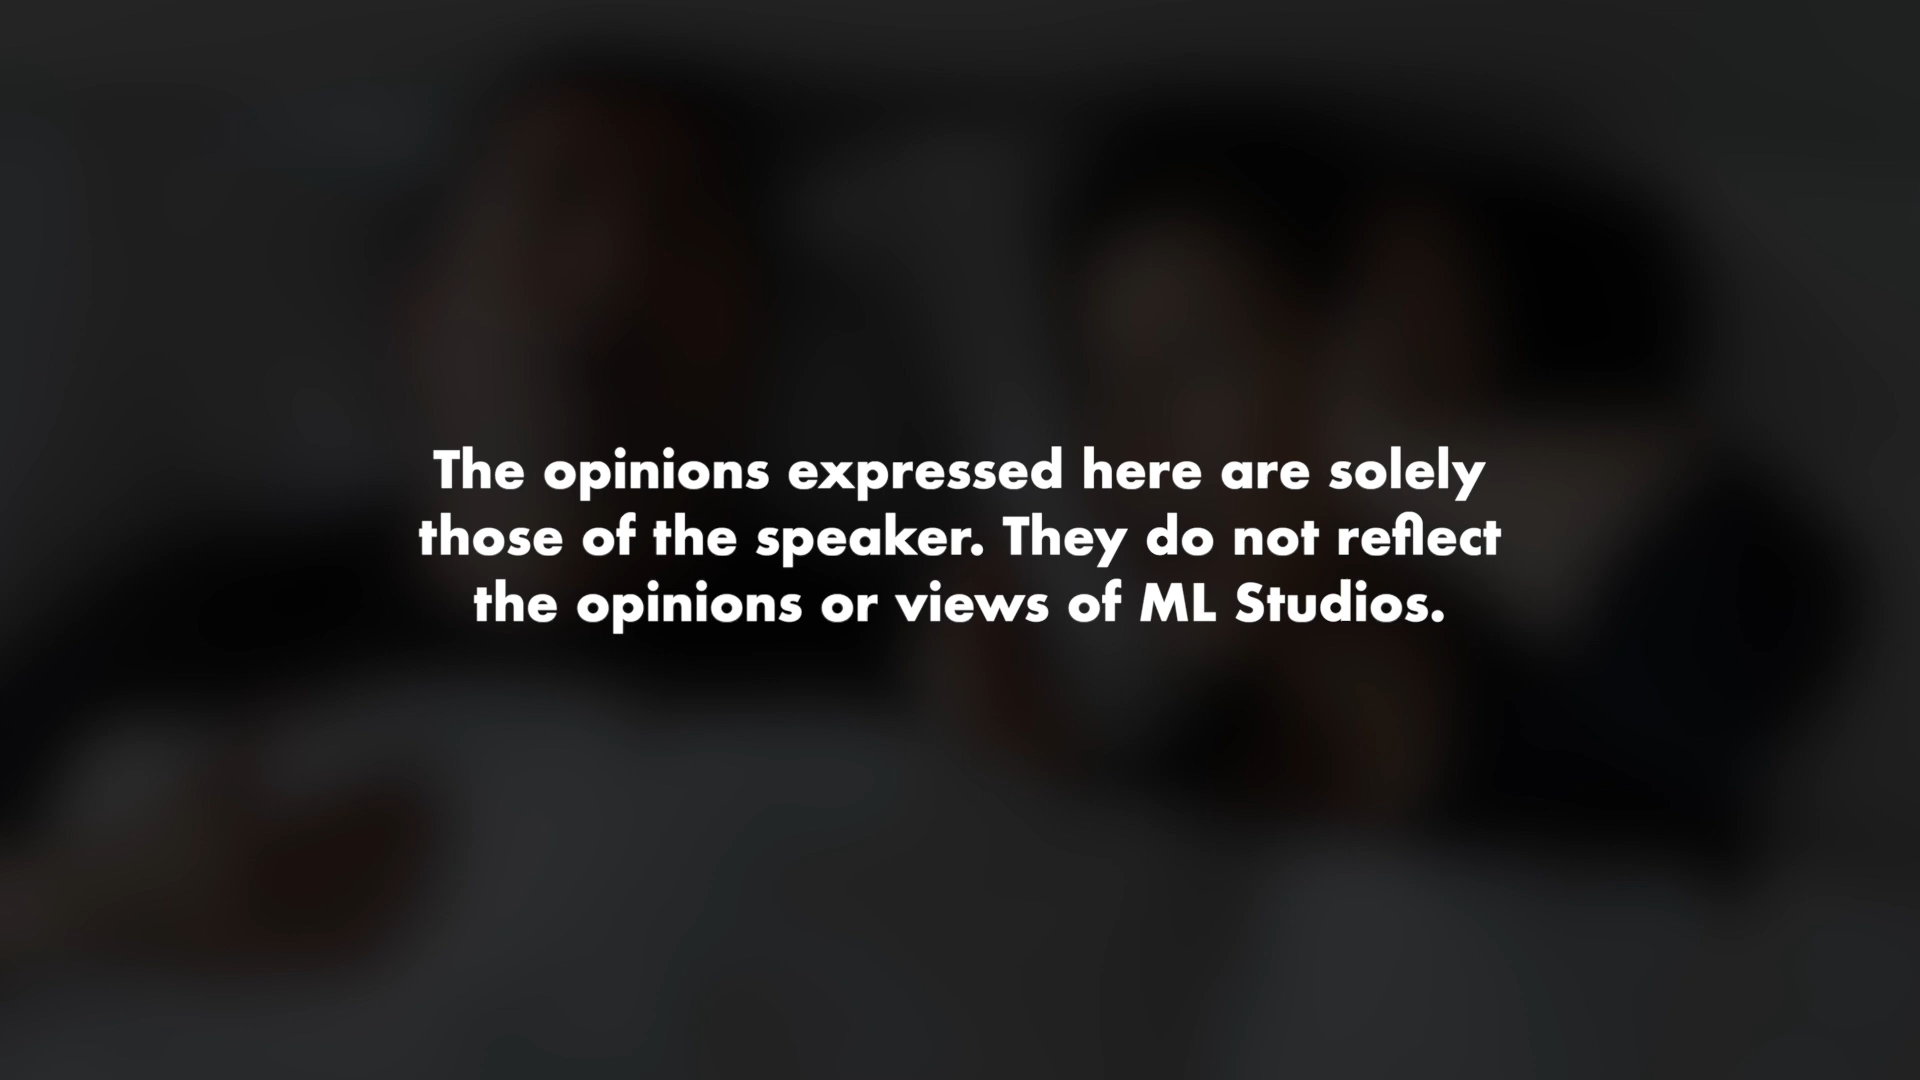 The opinions expressed here are solely
those of the speaker. They do not reflect
the opinions or views of ML Studios.